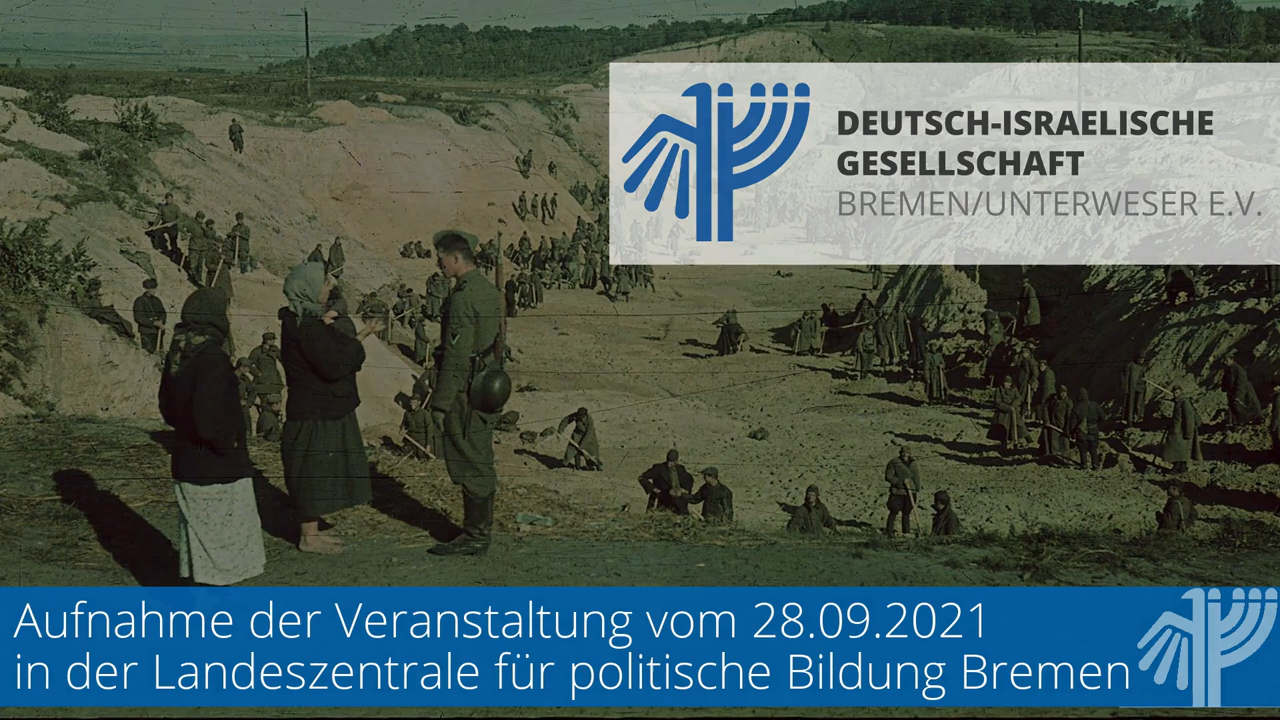 DEUTSCH-ISRAELISCHE
GESELLSCHAFT
BREMEN/UNTERWESER E.V.
Aufnahme der Veranstaltung vom 28.09.2021
in der Landeszentrale für politische Bildung Bremen